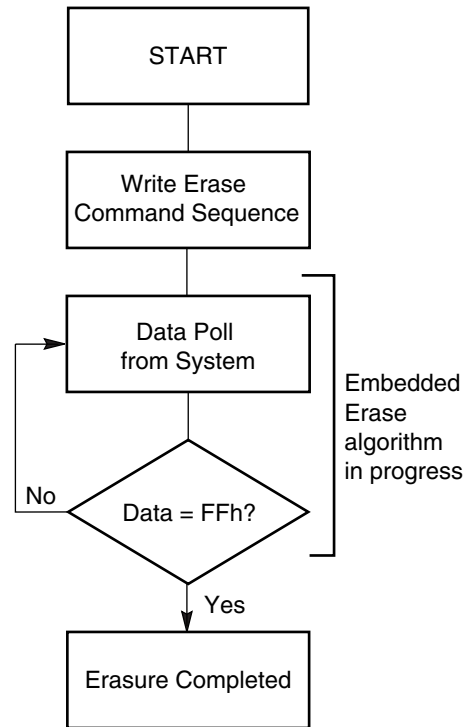 START
Write Erase
Command Sequence
Data Poll
from System
Embedded
Erase
algorithm
in progress
No
Data = FFh?
Yes
Erasure Completed